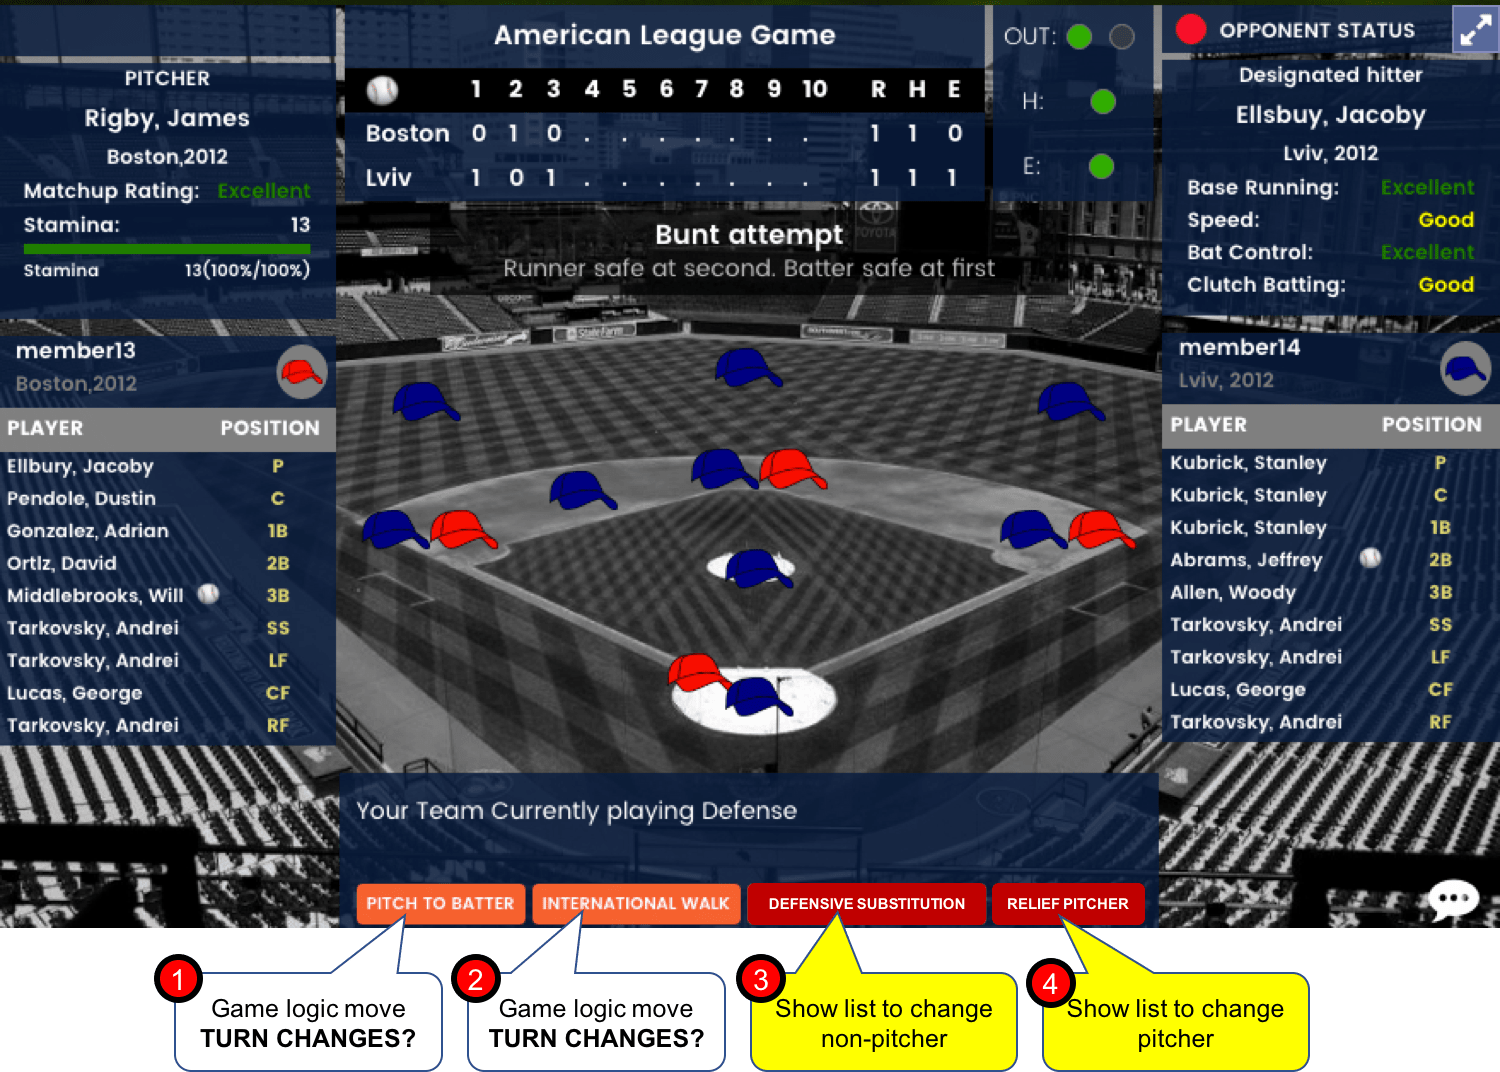 American League Game
1 2 3 4 5 6 7 8 9 10 R H E
Boston 0 1 0 . . . . . . . 1 1 0
Lviv 1 0 1 . . . . . . . 1 1 1
OUT:
H:
E:
OPPONENT STATUS
PITCHER
Rigby, James
Boston,2012
Matchup Rating: Excellent
Stamina: 13
Stamina 13(100%/100%)
Designated hitter
Ellsbuy, Jacoby
Lviv, 2012
Base Running: Excellent
Speed: Good
Bat Control: Excellent
Clutch Batting: Good
Bunt attempt
Runner safe at second. Batter safe at first
TOYOTA
StateFarm
member13
Boston,2012
PLAYER POSITION
Ellbury, Jacoby P
Pendole, Dustin C
Gonzalez, Adrian 1B
Ortlz, David 2B
Middlebrooks, Will 3B
Tarkovsky, Andrei SS
Tarkovsky, Andrei LF
Lucas, George CF
Tarkovsky, Andrei RF
member14
Lviv, 2012
PLAYER POSITION
Kubrick, Stanley P
Kubrick, Stanley C
Kubrick, Stanley 1B
Abrams, Jeffrey 2B
Allen, Woody 3B
Tarkovsky, Andrei SS
Tarkovsky, Andrei LF
Lucas, George CF
Tarkovsky, Andrei RF
Your Team Currently playing Defense
PITCH TO BATTER INTERNATIONAL WALK DEFENSIVE SUBSTITUTION RELIEF PITCHER
1
Game logic move
TURN CHANGES?
2
Game logic move
TURN CHANGES?
3
Show list to change
non-pitcher
4
Show list to change
pitcher